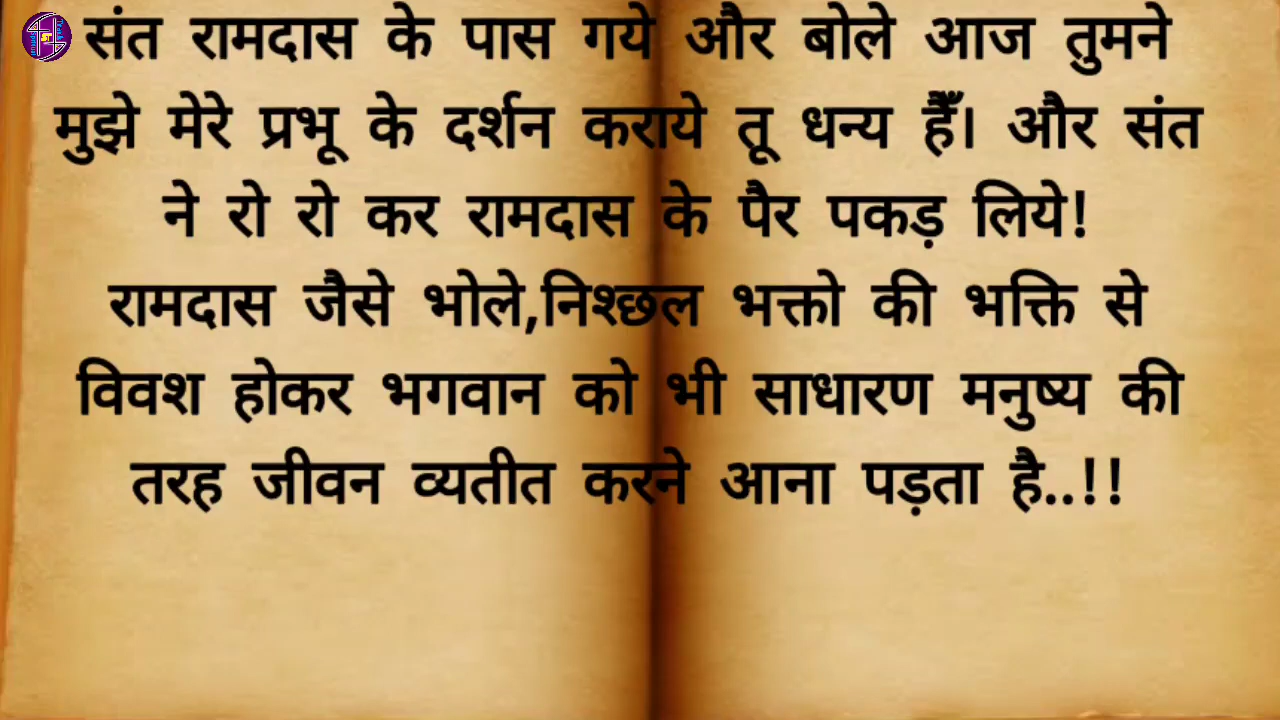 संत रामदास के पास गये और बोले आज तुमने
मुझे मेरे प्रभू के दर्शन कराये तू धन्य हैँ। और संत
ने रो रो कर रामदास के पैर पकड़ लिये!
रामदास जैसे भोले,निश्छल भक्तो की भक्ति से
विवश होकर भगवान को भी साधारण मनुष्य की
तरह जीवन व्यतीत करने आना पड़ता है..!!